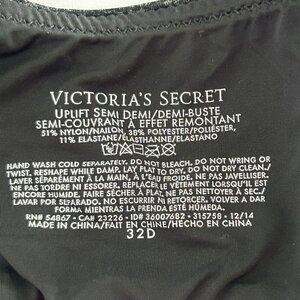 VICTORIA'S SECRET
UPLIFT SEMI DEMI/DEMI-BUSTE
SEMI-COUVRANT À EFFET REMONTANT
51% NYLON/NAILON, 38% POLYESTER/POLIÉSTER,
11% ELASTANE/ÉLASTHANNE/ELASTANO
HAND WASH COLD SEPARATELY. DO NOT BLEACH. DO NOT WRING OR
TWIST. RESHAPE WHILE DAMP. LAY FLAT TO DRY. DO NOT DRY CLEAN./
LAVER SÉPARÉMENT À LA MAIN, À L'EAU FROIDE. NE PAS JAVELLISER.
NE PAS TORDRE NI ESSORER. REPLACER LE VÊTEMENT LORSQU'IL EST
ENCORE HUMIDE. FAIRE SÉCHER À PLAT. NE PAS NETTOYER À SEC./
LAVAR POR SEPARADO. NO ESCURRIR NI RETORCER. VOLVER A DAR
FORMA MIENTRAS LA PRENDA ESTÉ HÚMEDA.
RN# 54867 • CA# 23226 • ID# 36007682 • 315758 • 12/14
MADE IN CHINA/FAIT EN CHINE/HECHO EN CHINA
32D